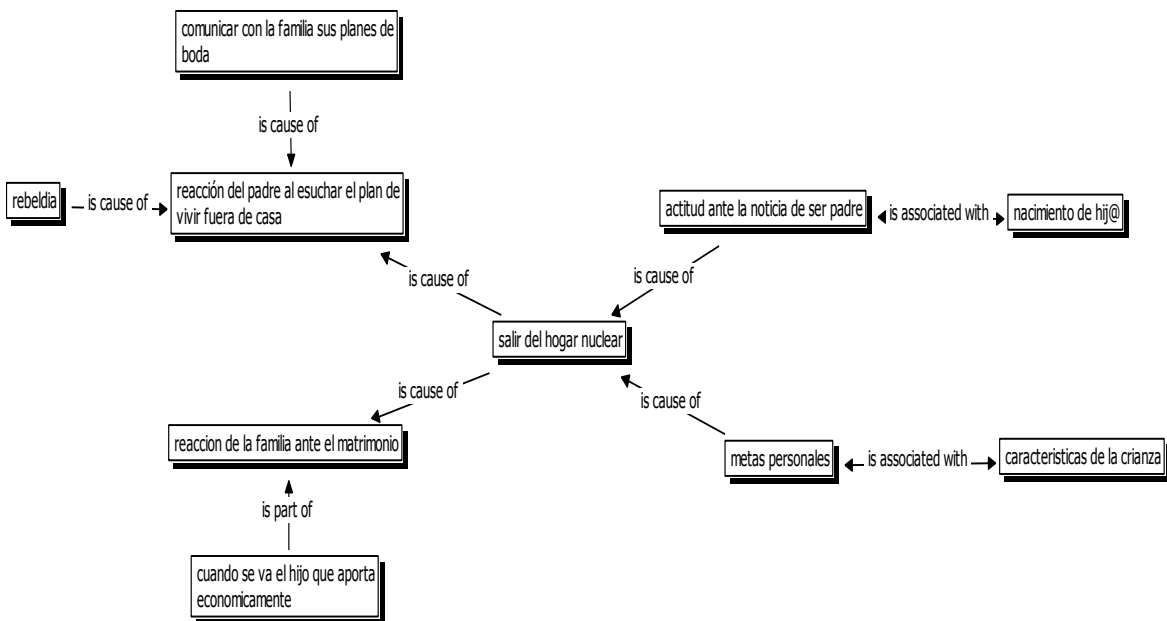 comunicar con la familia sus planes de
boda
is cause of
rebeldia
is cause of
reacción del padre al esuchar el plan de
vivir fuera de casa
actitud ante la noticia de ser padre
is associated with
nacimiento de hij@
is cause of
is cause of
salir del hogar nuclear
is cause of
is cause of
reaccion de la familia ante el matrimonio
metas personales
is associated with
caracteristicas de la crianza
is part of
cuando se va el hijo que aporta
economicamente